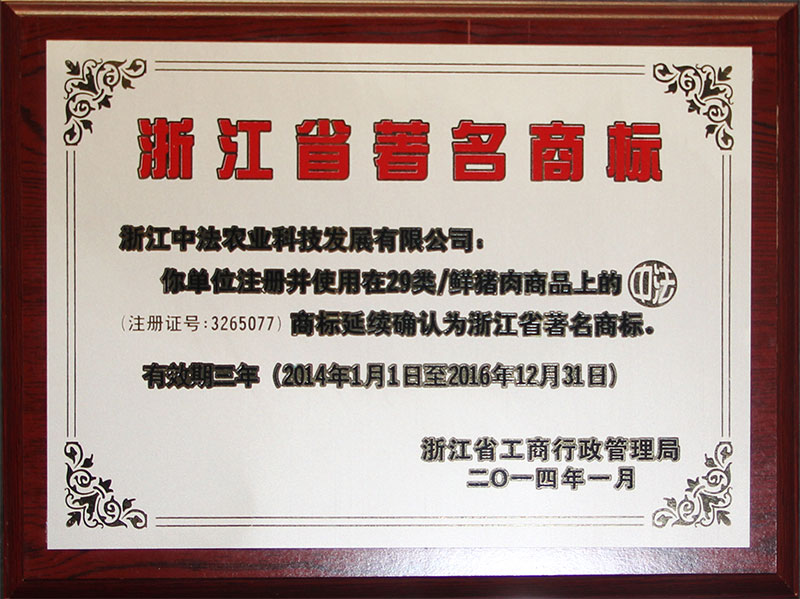 浙江省著名商标
浙江中法农业科技发展有限公司：
你单位注册并使用在29类/鲜猪肉商品上的 中法
（注册证号:3265077）商标延续确认为浙江省著名商标。
有效期三年（2014年1月1日至2016年12月31日）
浙江省工商行政管理局
二〇一四年一月